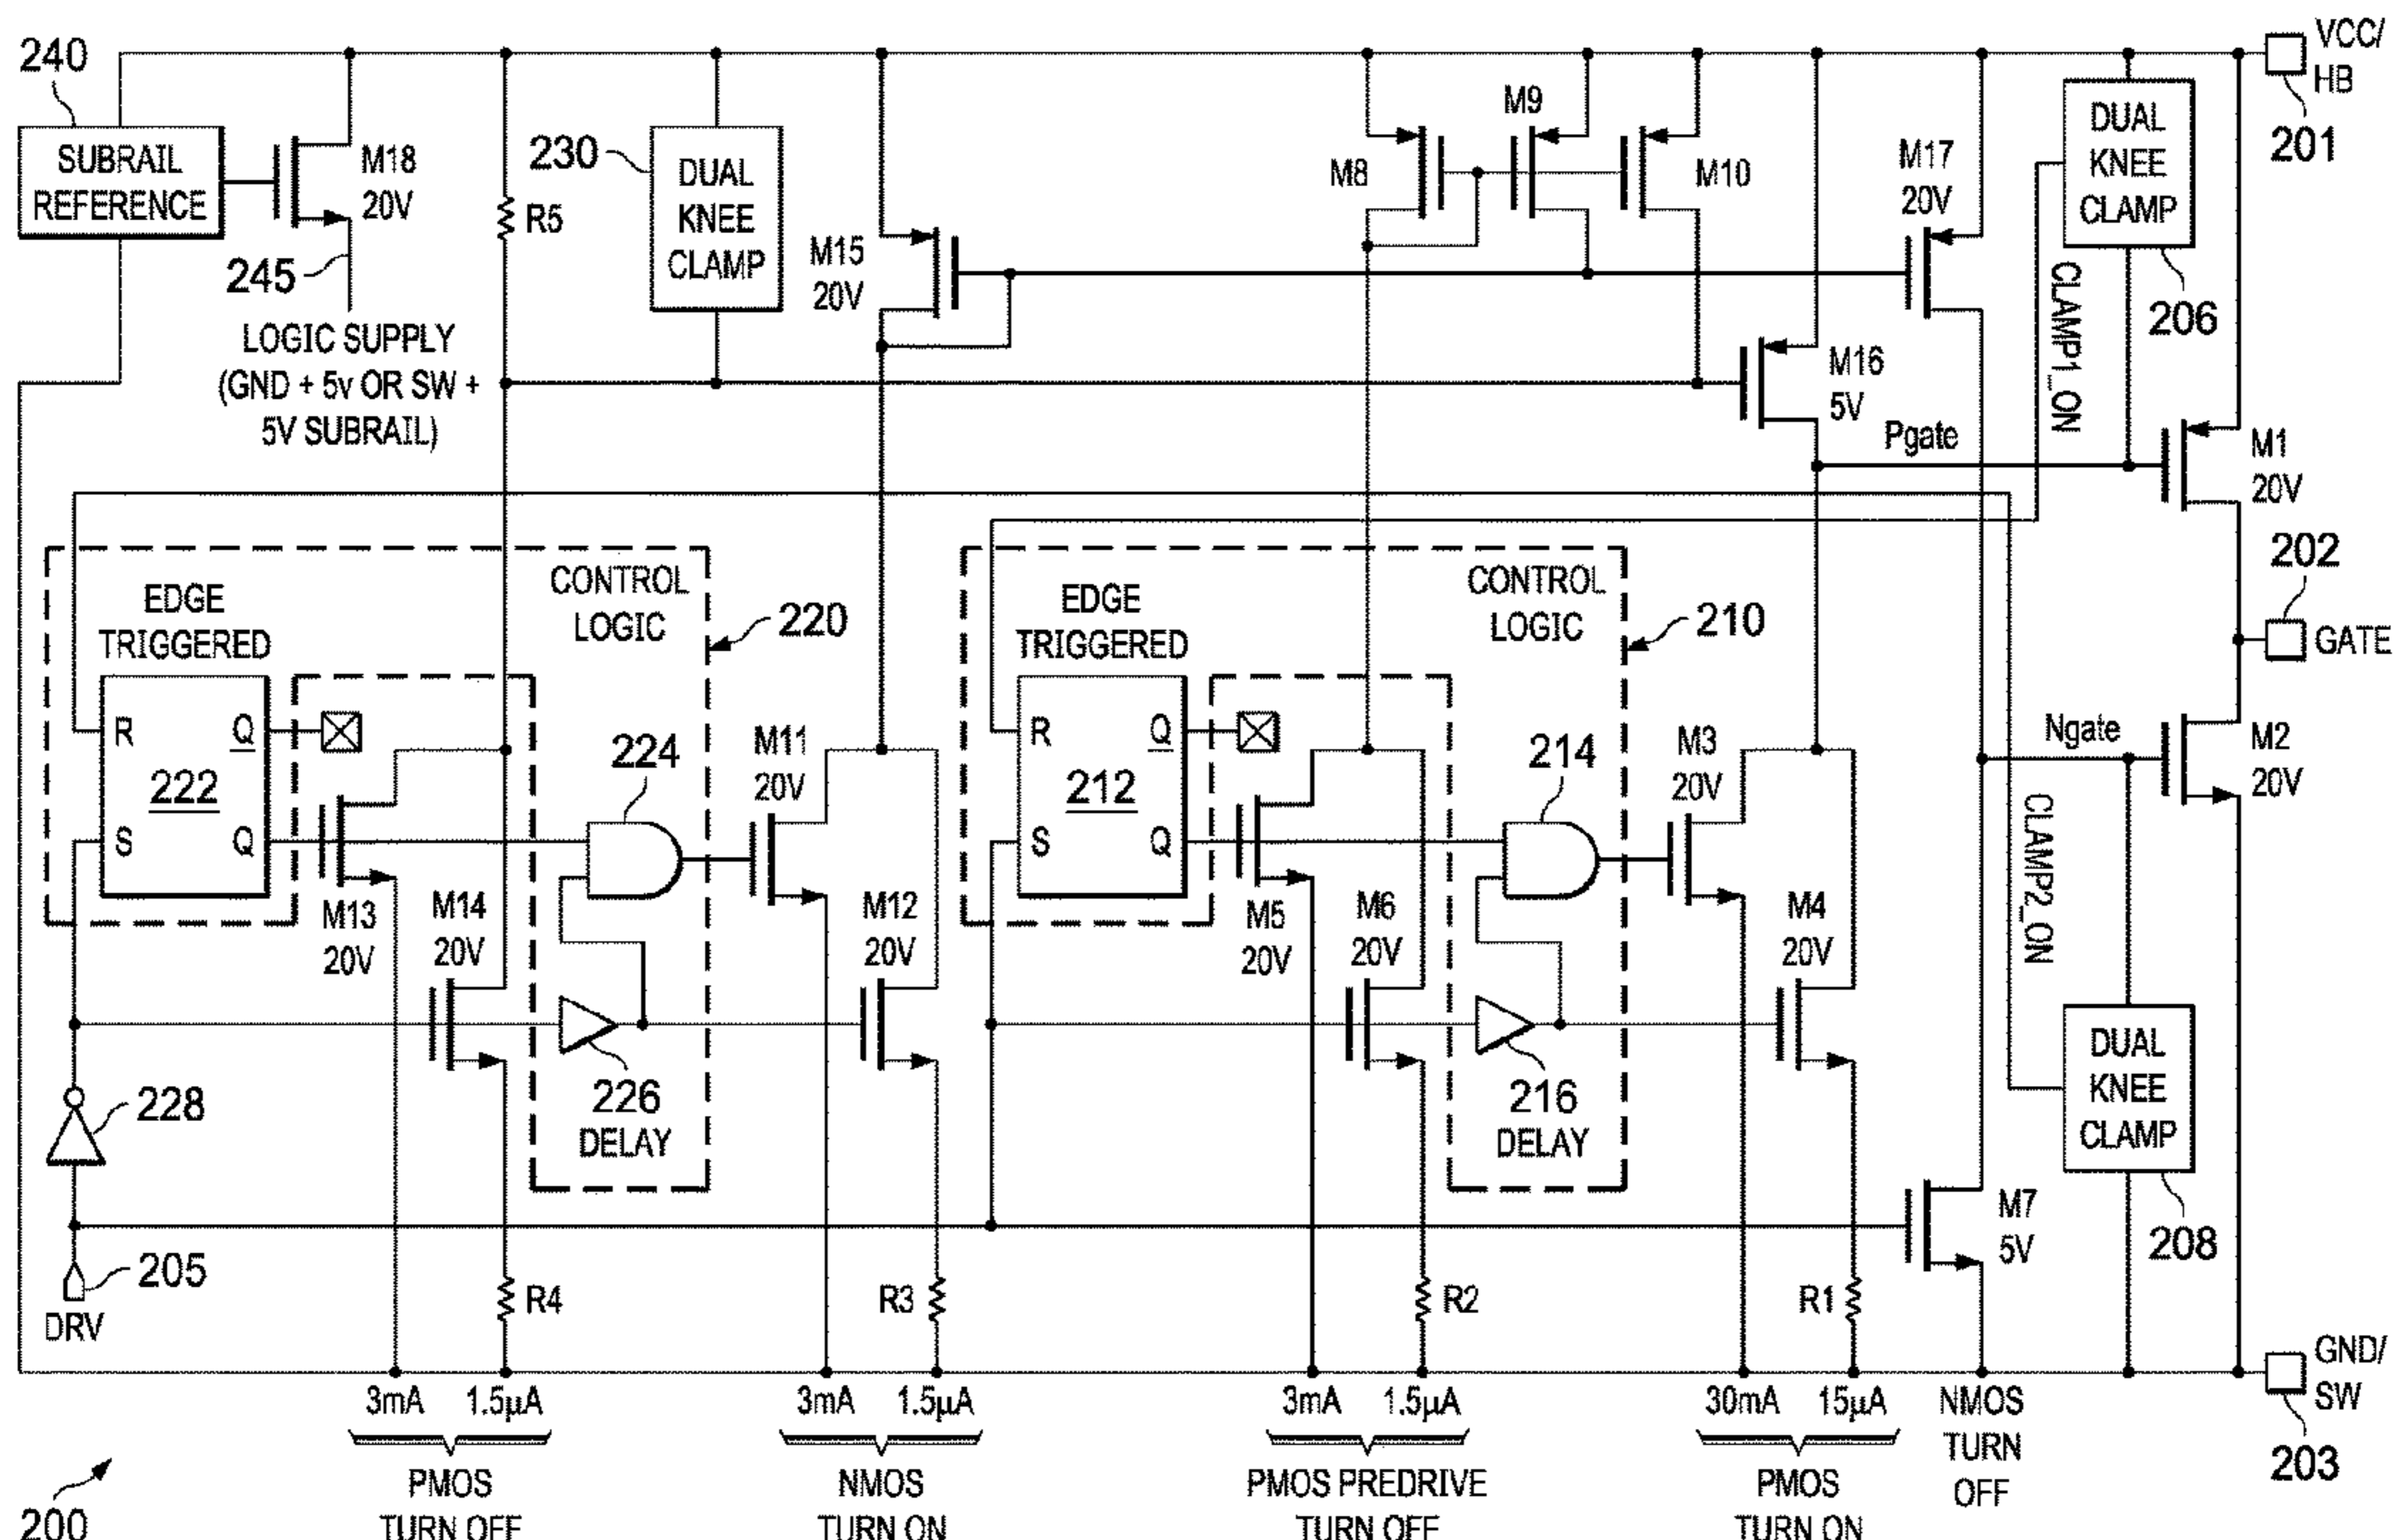 240
SUBRAIL
REFERENCE
M18
20V
245
LOGIC SUPPLY
(GND + 5v OR SW +
5V SUBRAIL)
R5
230
DUAL
KNEE
CLAMP
M15
20V
M8
M9
M10
M17
20V
M16
5V
Pgate
DUAL
KNEE
CLAMP
206
CLAMP1_ON
VCC/
HB
201
M1
20V
202
GATE
EDGE
TRIGGERED
CONTROL
LOGIC
220
R
Q
222
S
Q
M13
20V
M14
20V
224
226
DELAY
M11
20V
M12
20V
EDGE
TRIGGERED
CONTROL
LOGIC
210
R
Q
212
S
Q
M5
20V
M6
20V
214
216
DELAY
M3
20V
M4
20V
Ngate
M2
20V
CLAMP2_ON
DUAL
KNEE
CLAMP
208
M7
5V
228
205
DRV
R4
R3
R2
R1
GND/
SW
203
3mA
1.5µA
3mA
1.5µA
3mA
1.5µA
30mA
15µA
PMOS
TURN OFF
NMOS
TURN ON
PMOS PREDRIVE
TURN OFF
PMOS
TURN ON
NMOS
TURN
OFF
200